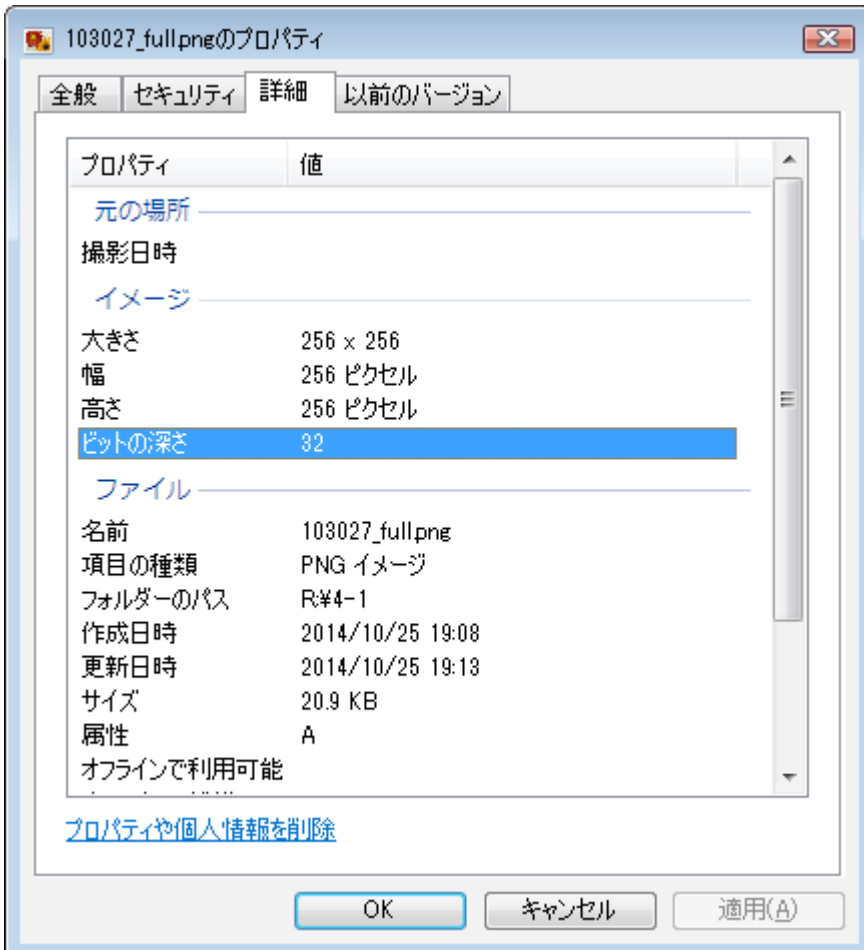 103027_full.pngのプロパティ
全般 セキュリティ 詳細 以前のバージョン
プロパティ 値
元の場所
撮影日時
イメージ
大きさ 256 x 256
幅 256 ピクセル
高さ 256 ピクセル
ビットの深さ 32
ファイル
名前 103027_full.png
項目の種類 PNG イメージ
フォルダーのパス R:¥4-1
作成日時 2014/10/25 19:08
更新日時 2014/10/25 19:13
サイズ 20.9 KB
属性 A
オフラインで利用可能
プロパティや個人情報を削除
OK キャンセル 適用(A)